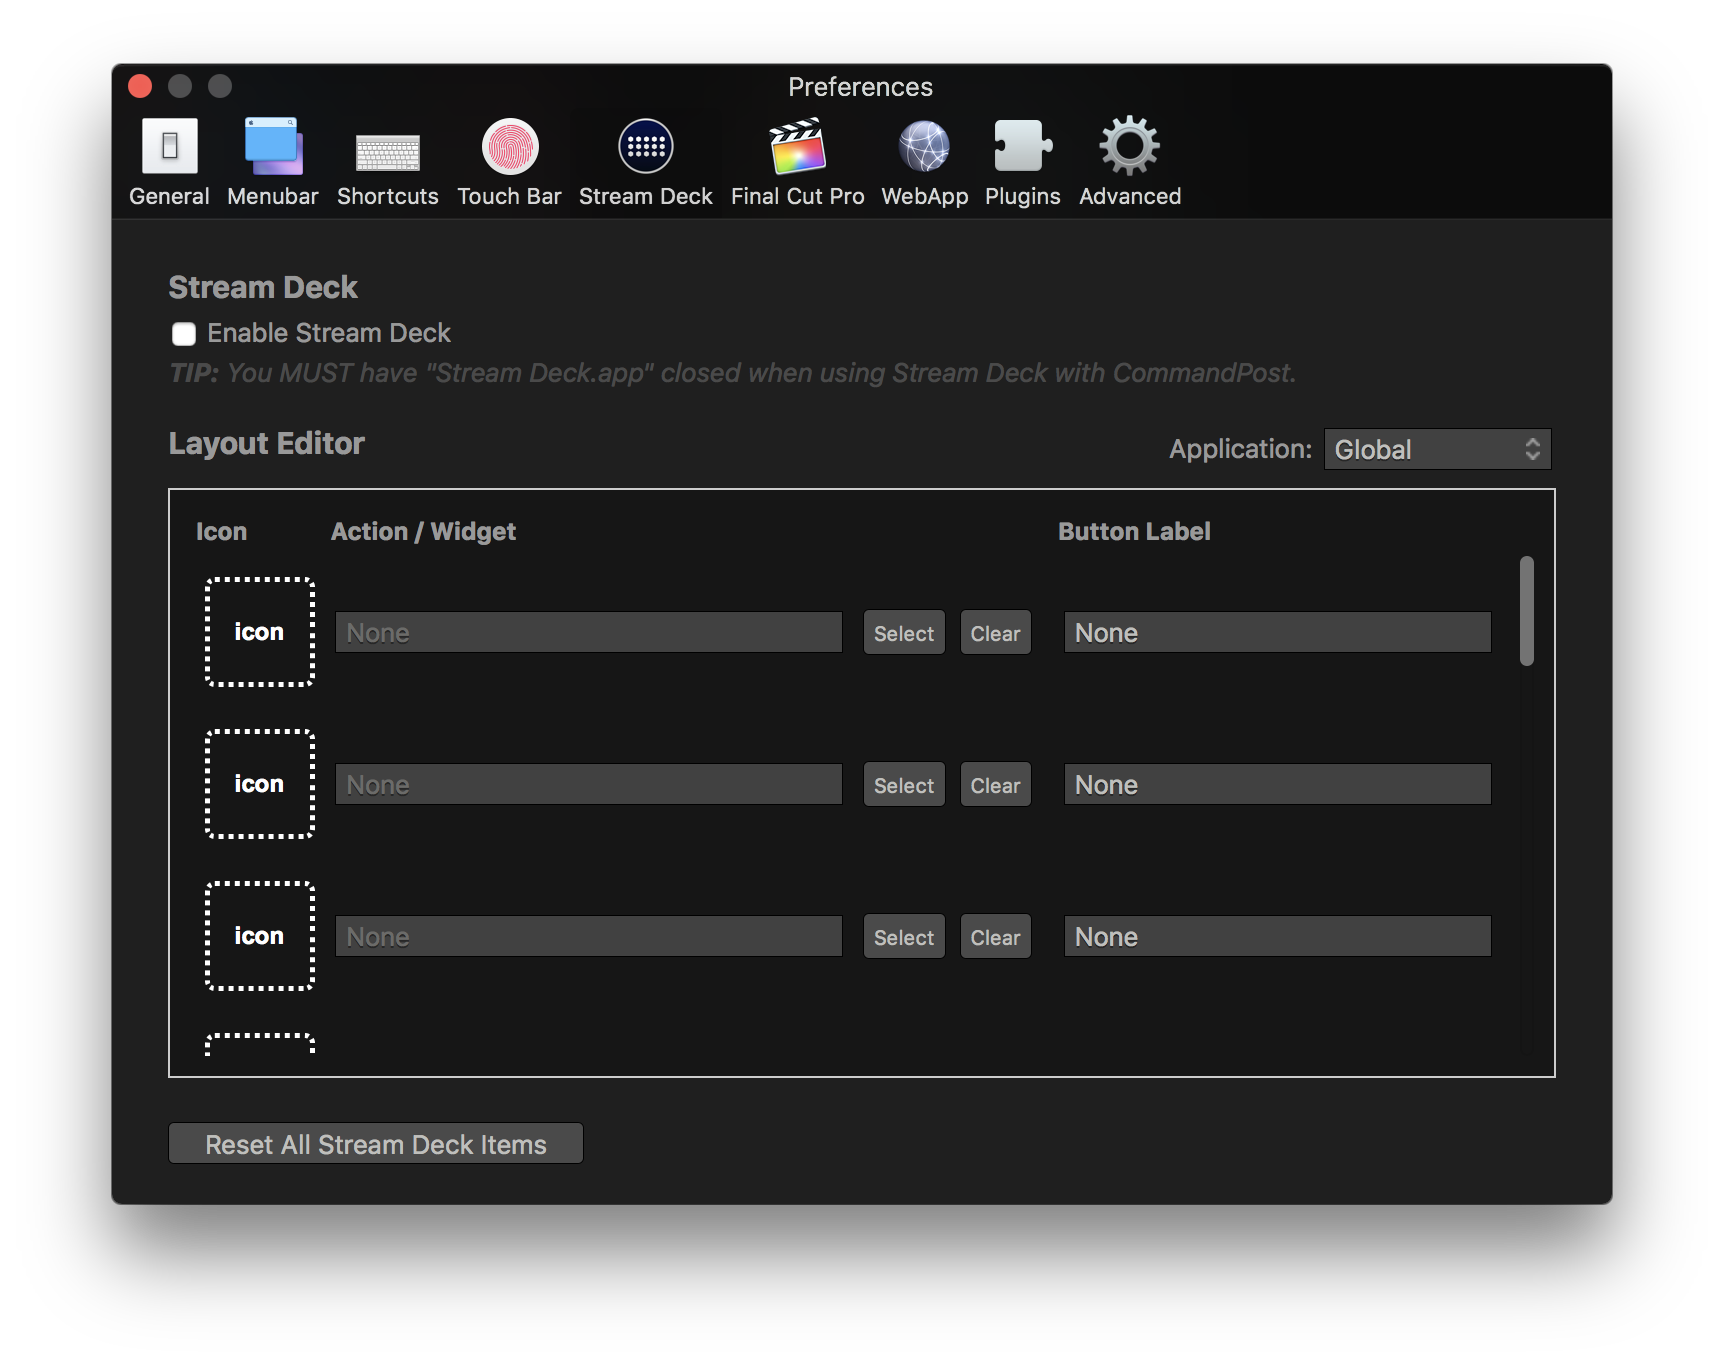 Preferences
General Menubar Shortcuts Touch Bar Stream Deck Final Cut Pro WebApp Plugins Advanced
Stream Deck
Enable Stream Deck
TIP: You MUST have "Stream Deck.app" closed when using Stream Deck with CommandPost.
Layout Editor Application: Global
Icon Action / Widget Button Label
icon None Select Clear None
icon None Select Clear None
icon None Select Clear None
Reset All Stream Deck Items